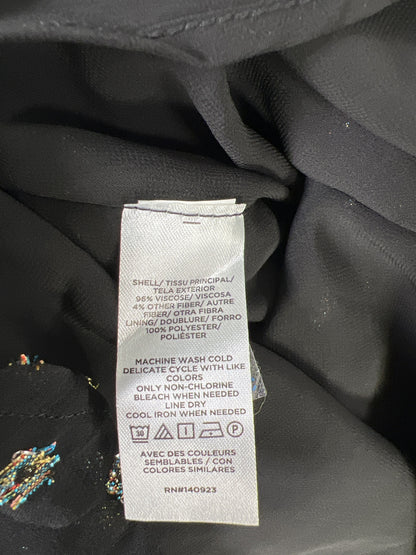 SHELL/ TISSU PRINCIPAL/
TELA EXTERIOR
96% VISCOSE/ VISCOSA
4% OTHER FIBER/ AUTRE
FIBER/ OTRA FIBRA
LINING/ DOUBLURE/ FORRO
100% POLYESTER/
POLIÉSTER
MACHINE WASH COLD
DELICATE CYCLE WITH LIKE
COLORS
ONLY NON-CHLORINE
BLEACH WHEN NEEDED
LINE DRY
COOL IRON WHEN NEEDED
30 P
AVEC DES COULEURS
SEMBLABLES / CON
COLORES SIMILARES
RN#140923